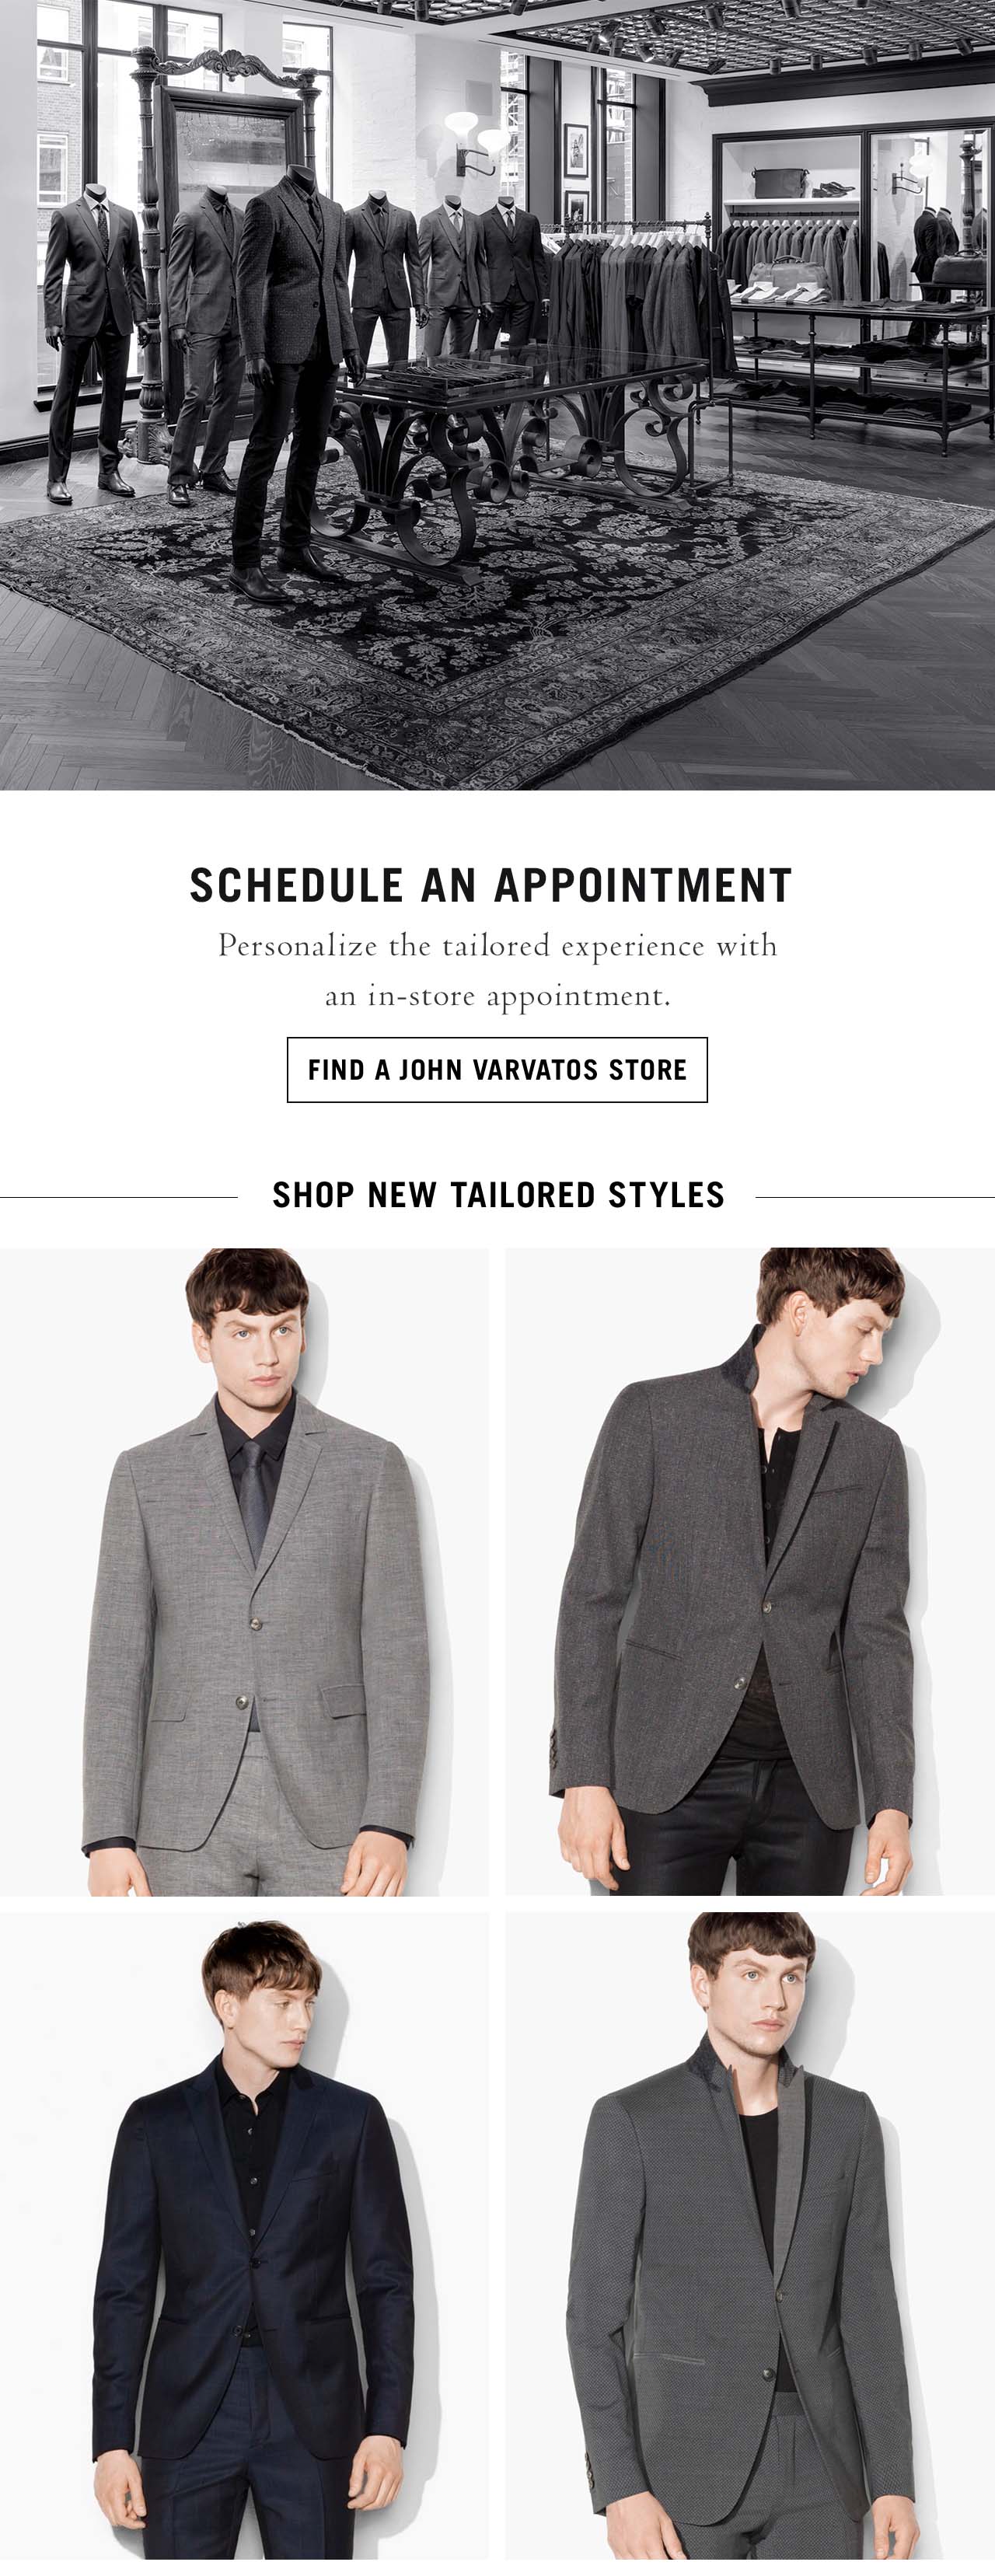 SCHEDULE AN APPOINTMENT
Personalize the tailored experience with
an in-store appointment.
FIND A JOHN VARVATOS STORE
SHOP NEW TAILORED STYLES